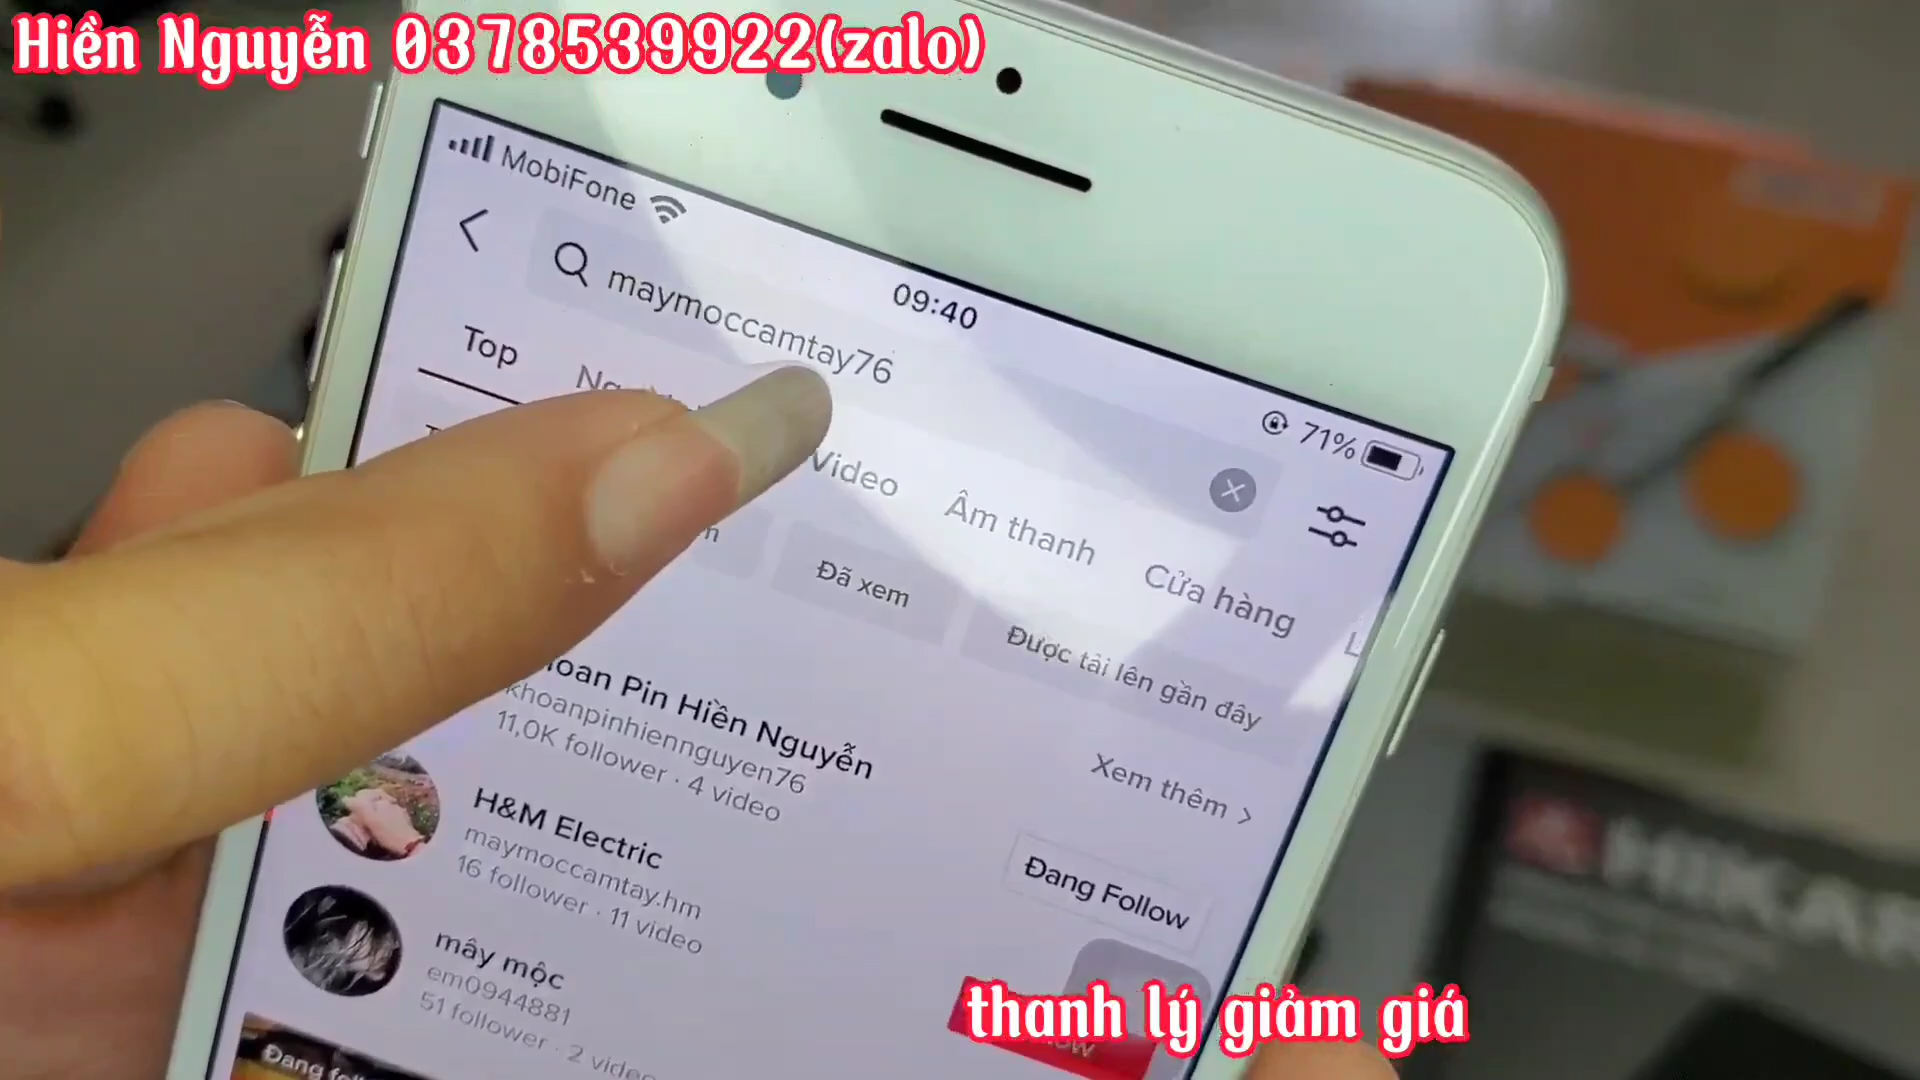 Hiền Nguyễn 0378539922(zalo)
MobiFone
09:40
71%
maymoccamtay76
Top
Video
Âm thanh
Cửa hàng
Đã xem
Được tải lên gần đây
Xem thêm >
Pin Hiền Nguyễn
khoanpinhiennguyen76
11,0K follower · 4 video
Đang Follow
H&M Electric
maymoccamtay.hm
16 follower · 11 video
mây mộc
em0944881
51 follower · 2 video
thanh lý giảm giá